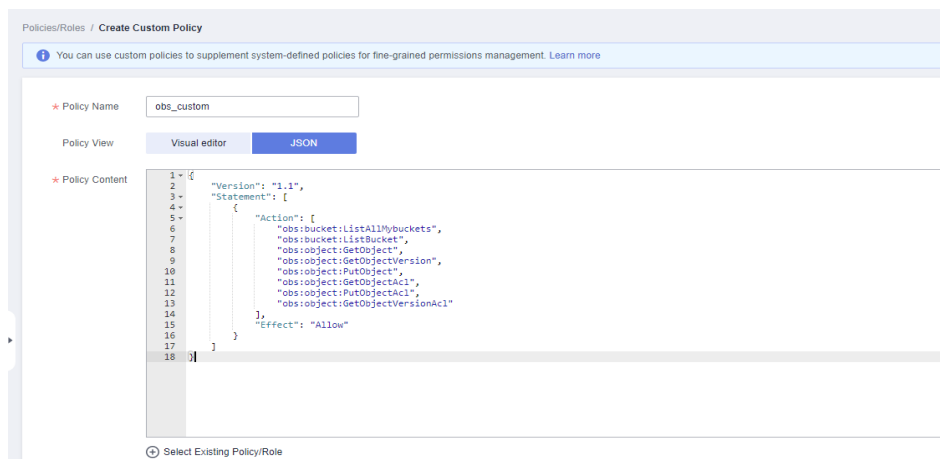 Policies/Roles / Create Custom Policy
You can use custom policies to supplement system-defined policies for fine-grained permissions management. Learn more
* Policy Name obs_custom
Policy View Visual editor JSON
* Policy Content
1 {
2 "Version": "1.1",
3 "Statement": [
4 {
5 "Action": [
6 "obs:bucket:ListAllMybuckets",
7 "obs:bucket:ListBucket",
8 "obs:object:GetObject",
9 "obs:object:GetObjectVersion",
10 "obs:object:PutObject",
11 "obs:object:GetObjectAcl",
12 "obs:object:PutObjectAcl",
13 "obs:object:GetObjectVersionAcl"
14 ],
15 "Effect": "Allow"
16 }
17 ]
18 }
Select Existing Policy/Role